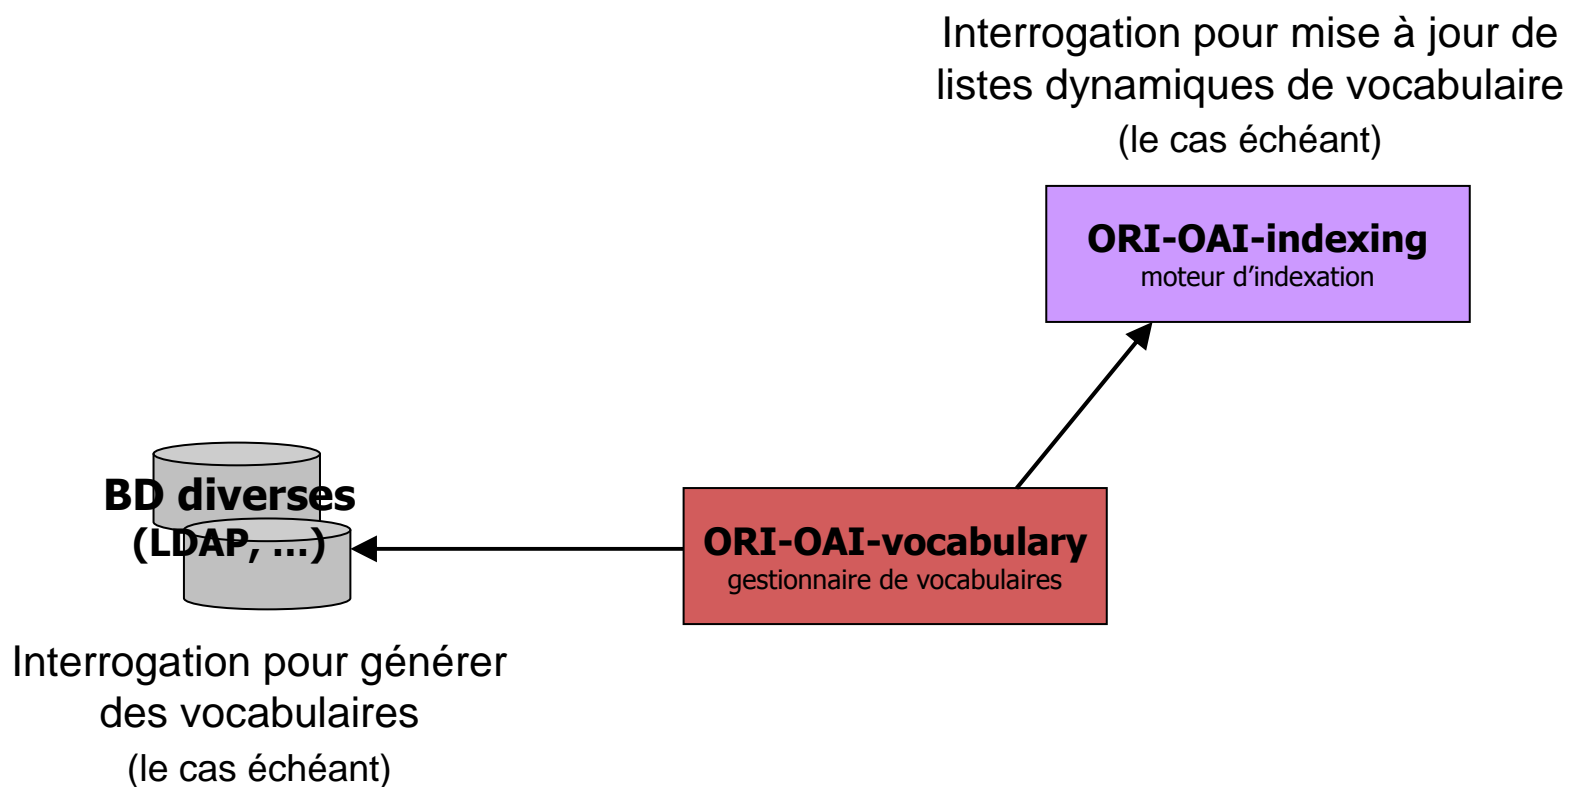 Interrogation pour mise à jour de
listes dynamiques de vocabulaire
(le cas échéant)
ORI-OAI-indexing
moteur d’indexation
BD diverses
(LDAP, ...)
ORI-OAI-vocabulary
gestionnaire de vocabulaires
Interrogation pour générer
des vocabulaires
(le cas échéant)